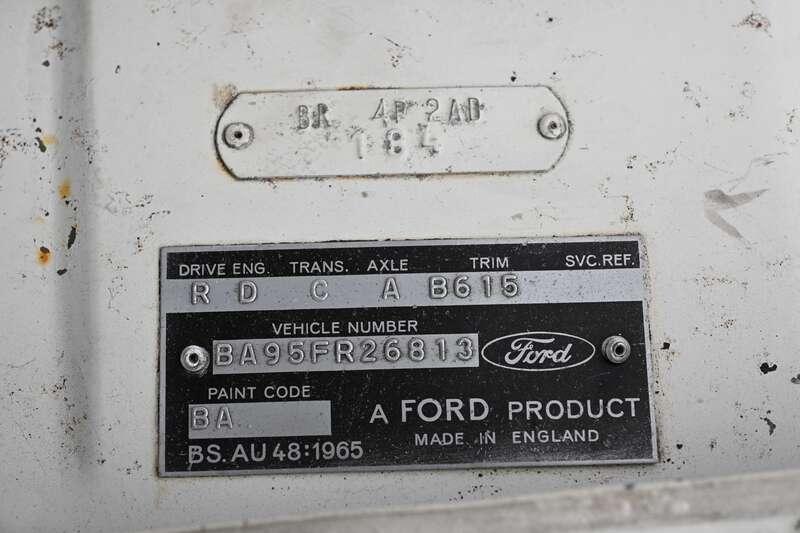 BR 4P 2AD
184
DRIVE ENG. TRANS. AXLE TRIM SVC. REF.
R D C A B615
VEHICLE NUMBER
BA95FR26813 Ford
PAINT CODE
BA
A FORD PRODUCT
MADE IN ENGLAND
BS. AU 48:1965